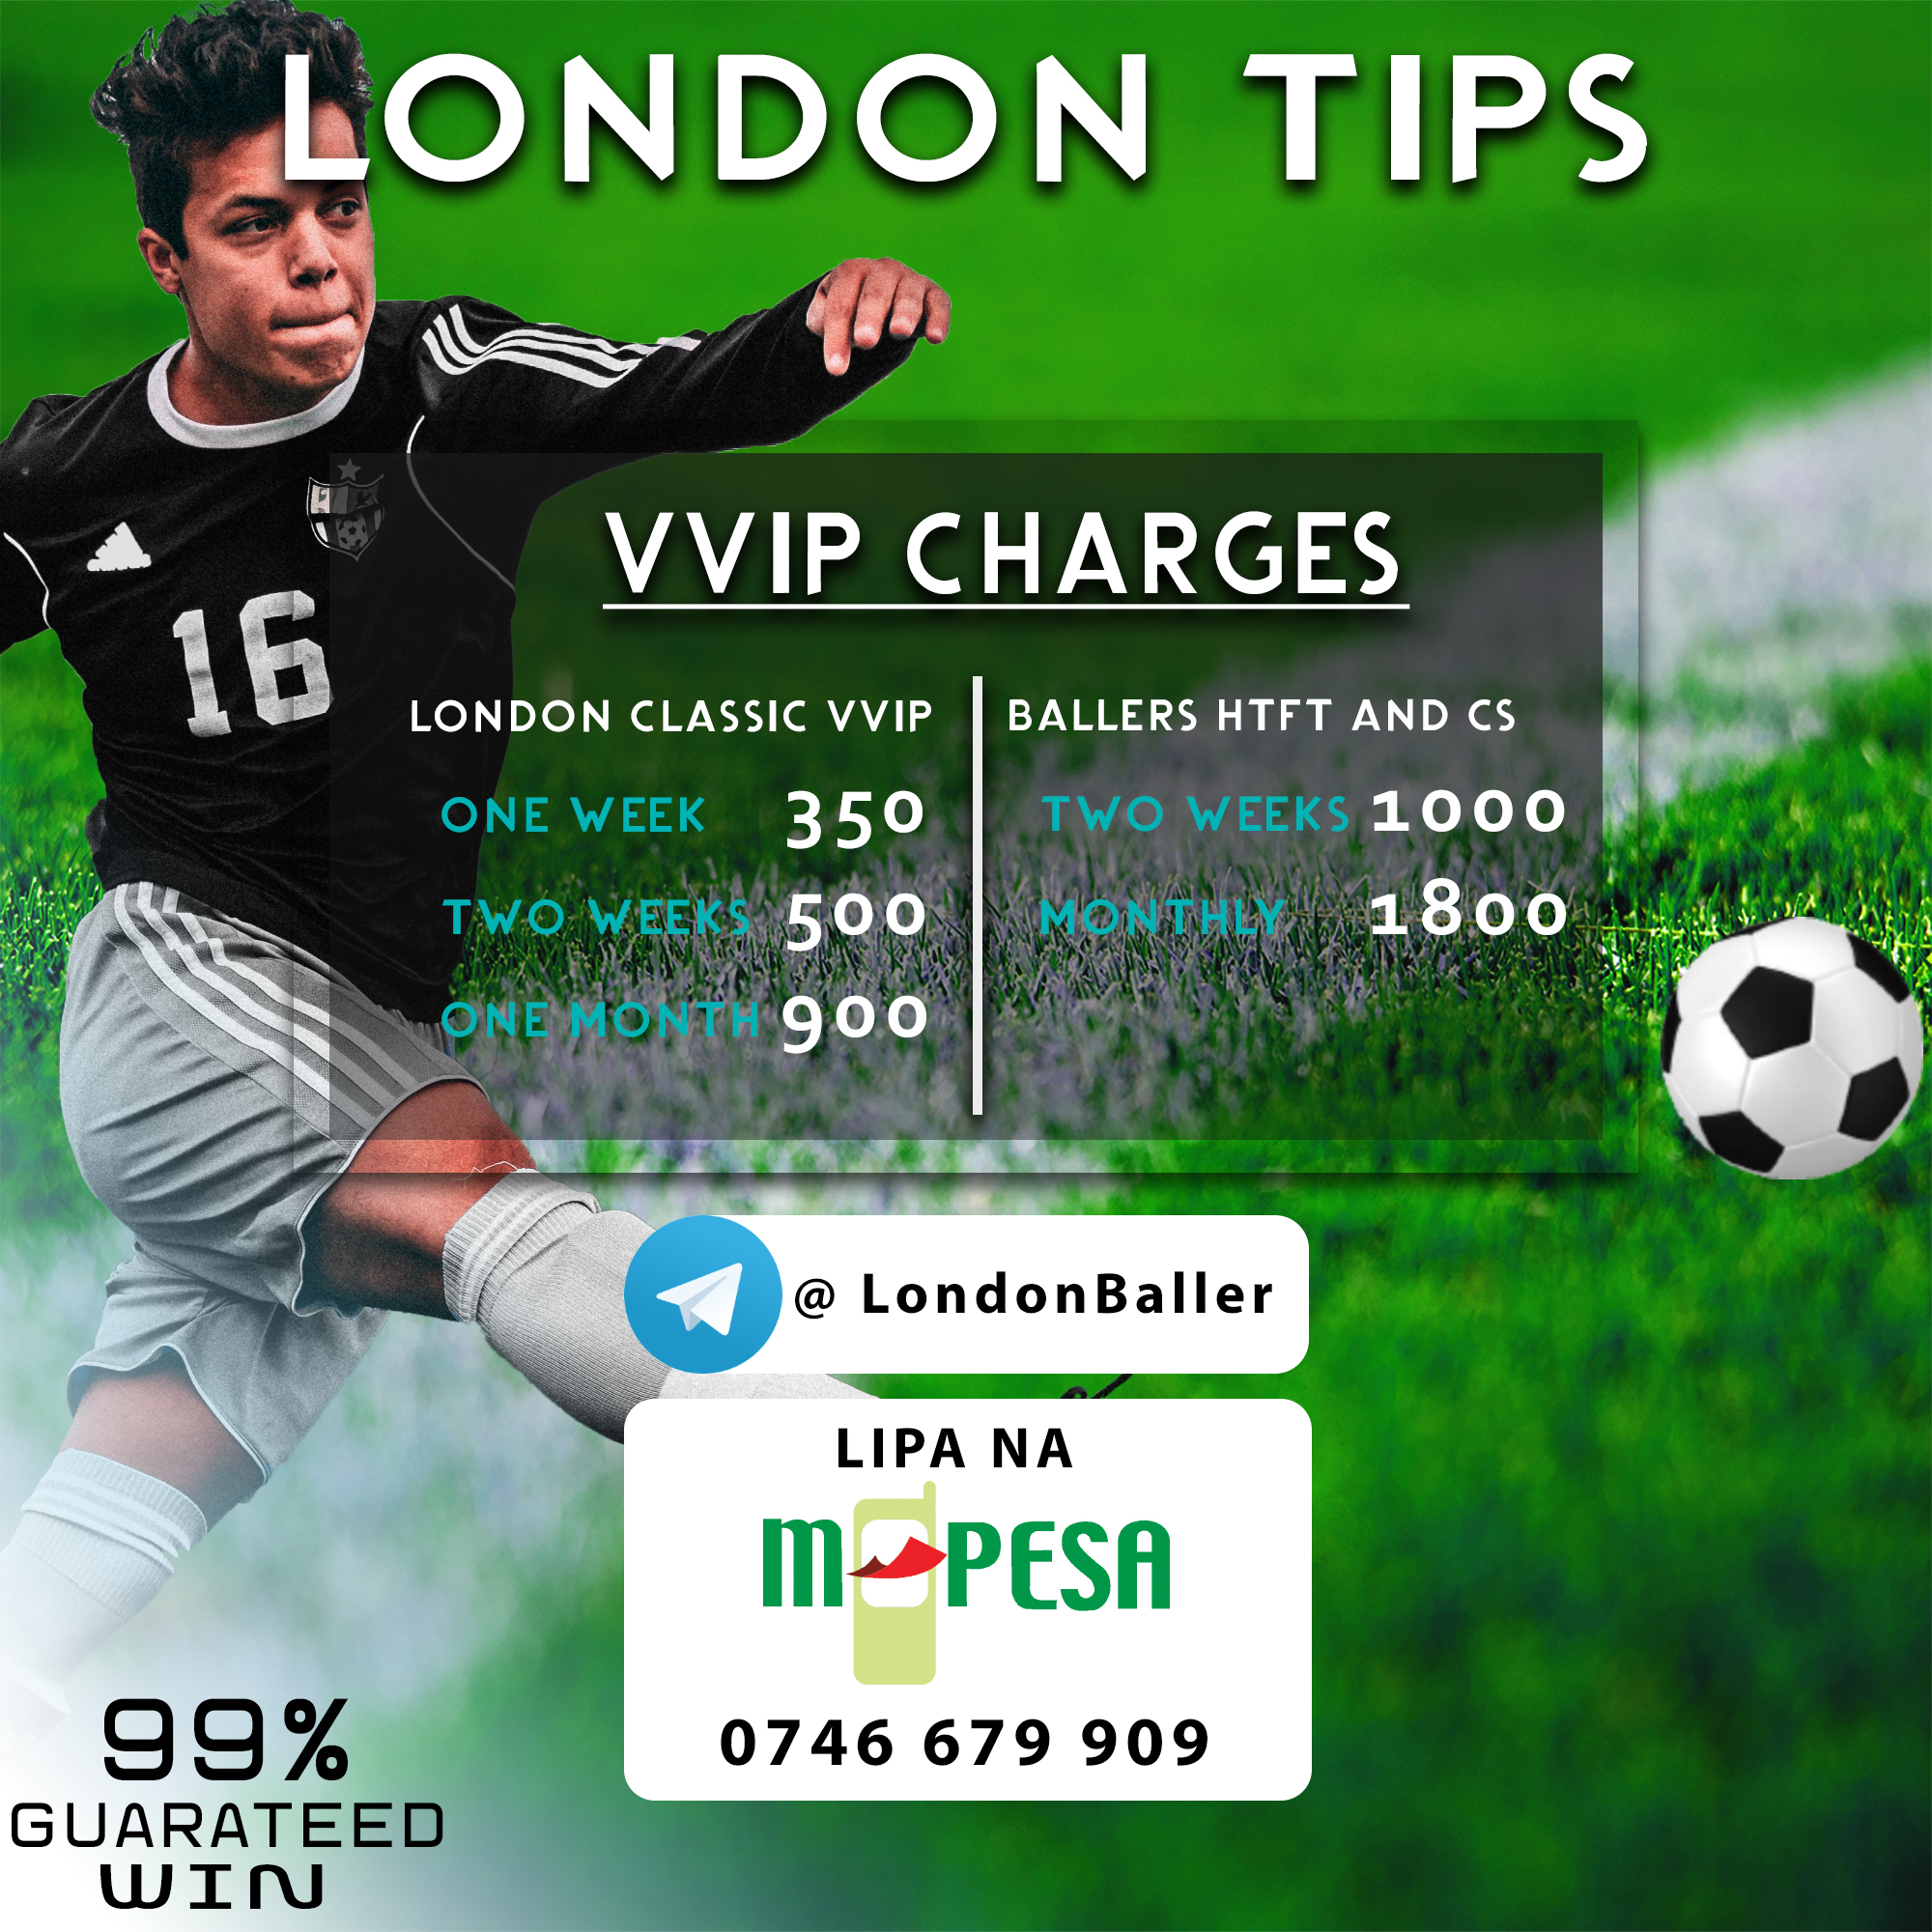 LONDON TIPS
16
VVIP CHARGES
LONDON CLASSIC VVIP
ONE WEEK 350
TWO WEEKS 500
ONE MONTH 900
BALLERS HTFT AND CS
TWO WEEKS 1000
MONTHLY 1800
@ LondonBaller
LIPA NA
M PESA
0746 679 909
99%
GUARATEED
WIN